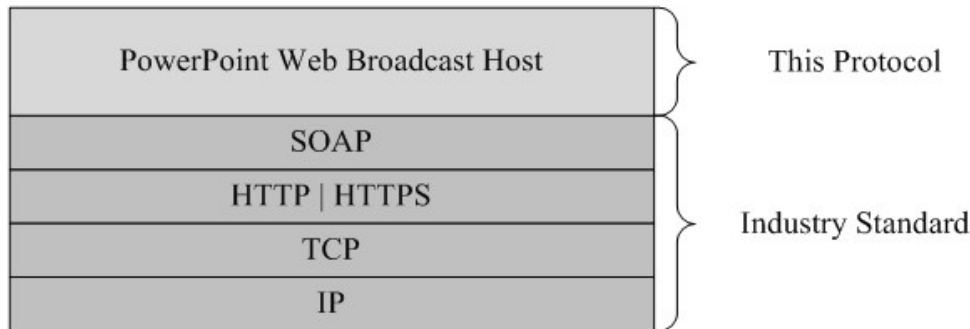 PowerPoint Web Broadcast Host
This Protocol
SOAP
HTTP | HTTPS
TCP
IP
Industry Standard